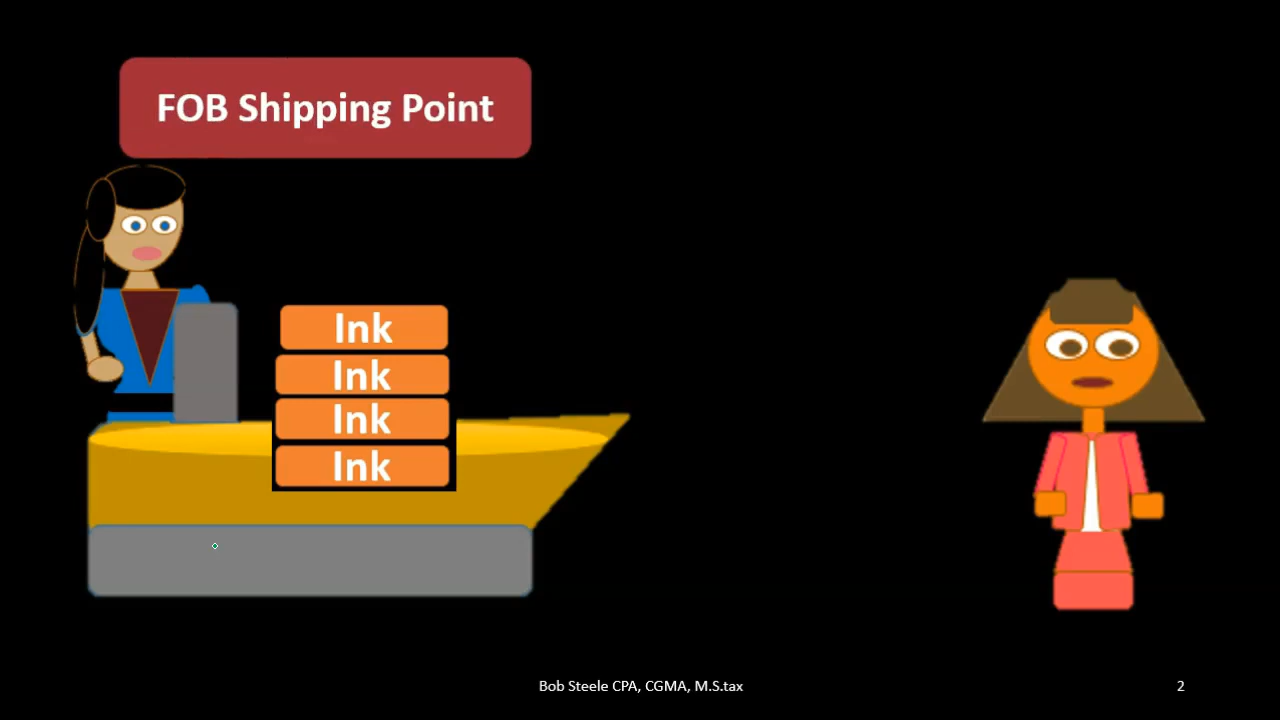 FOB Shipping Point
Ink
Ink
Ink
Ink
Bob Steele CPA, CGMA, M.S.tax
2